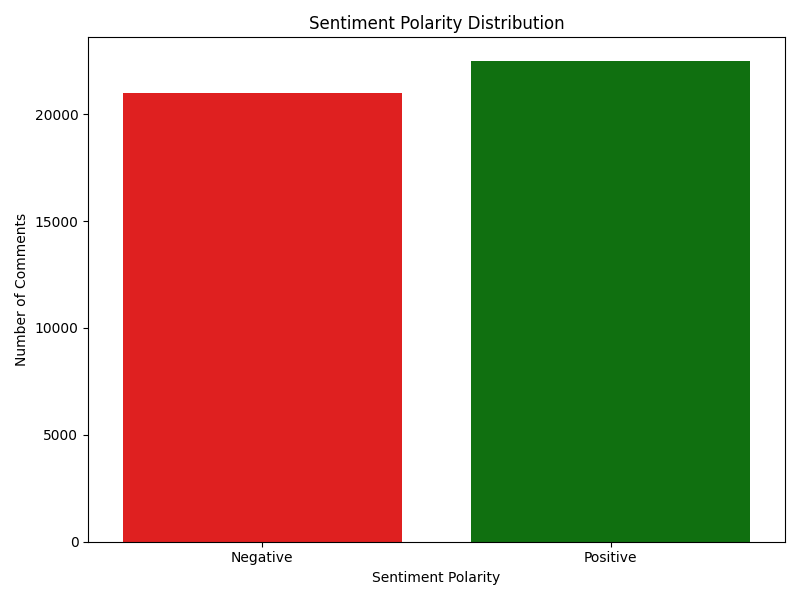 Sentiment Polarity Distribution
Number of Comments
20000
15000
10000
5000
0
Negative
Positive
Sentiment Polarity